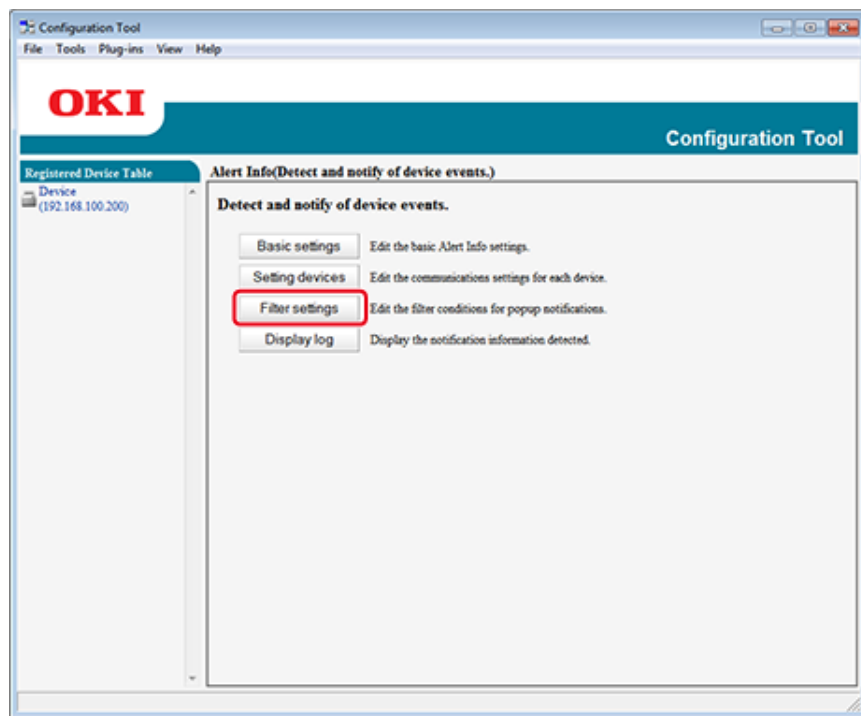 Configuration Tool
File Tools Plug-ins View Help
OKI
Configuration Tool
Registered Device Table
Device
(192.168.100.200)
Alert Info(Detect and notify of device events.)
Detect and notify of device events.
Basic settings Edit the basic Alert Info settings.
Setting devices Edit the communications settings for each device.
Filter settings Edit the filter conditions for popup notifications.
Display log Display the notification information detected.